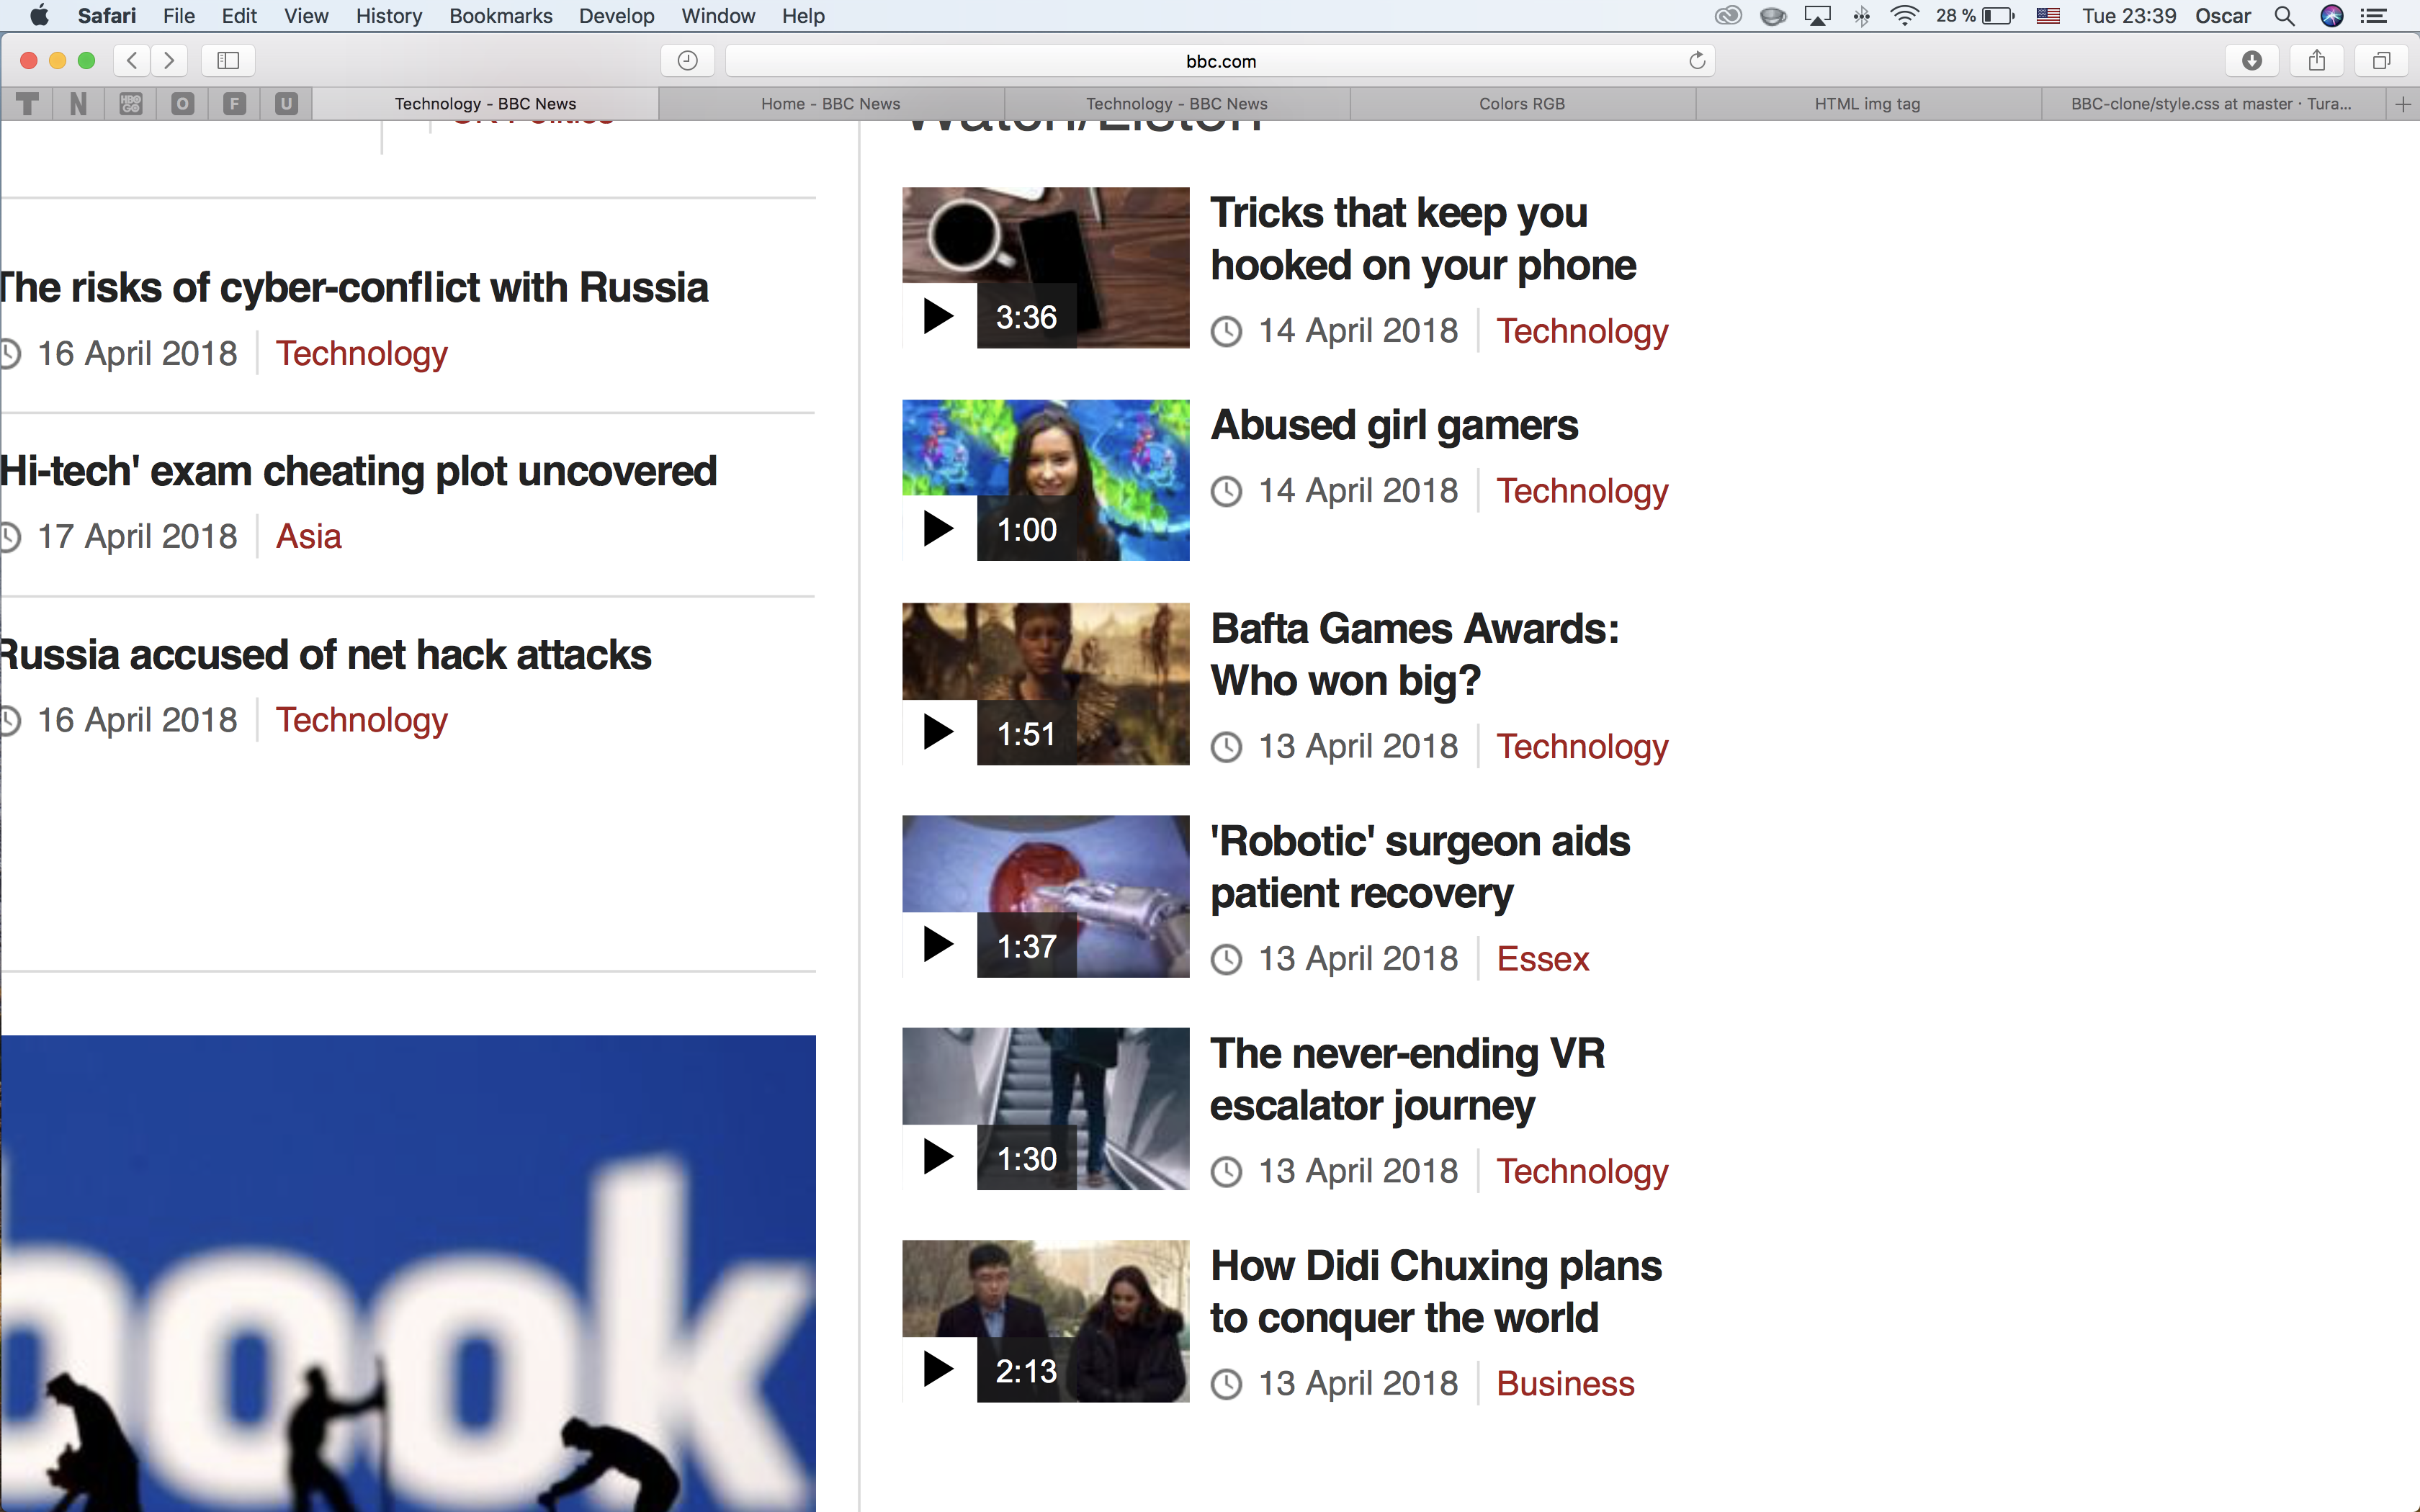 Safari File Edit View History Bookmarks Develop Window Help 28 % Tue 23:39 Oscar
bbc.com
T N HBO GO O F U Technology - BBC News Home - BBC News Technology - BBC News Colors RGB HTML img tag BBC-clone/style.css at master · Tura...
The risks of cyber-conflict with Russia
16 April 2018 Technology
Hi-tech' exam cheating plot uncovered
17 April 2018 Asia
Russia accused of net hack attacks
16 April 2018 Technology
book
Watch/Listen
Tricks that keep you
hooked on your phone
3:36
14 April 2018 Technology
Abused girl gamers
14 April 2018 Technology
1:00
Bafta Games Awards:
Who won big?
1:51
13 April 2018 Technology
'Robotic' surgeon aids
patient recovery
1:37
13 April 2018 Essex
The never-ending VR
escalator journey
1:30
13 April 2018 Technology
How Didi Chuxing plans
to conquer the world
2:13
13 April 2018 Business